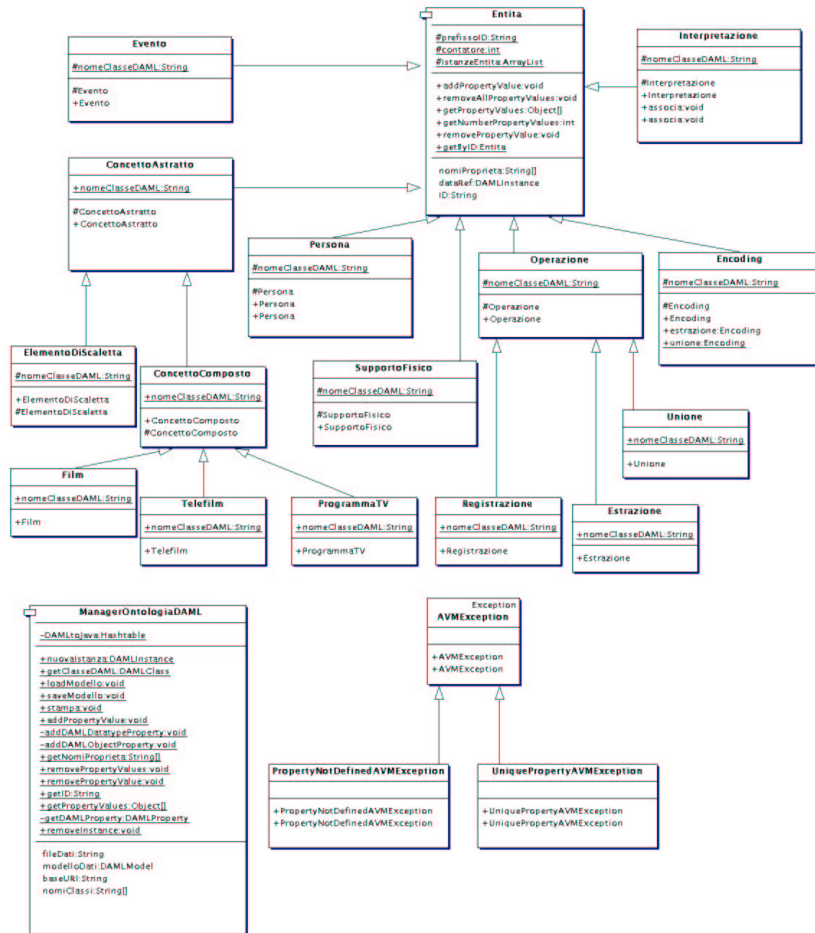 Entita
#prefissoID:String
#contatore:int
#istanzeEntita:ArrayList
+addPropertyValue:void
+removeAllPropertyValues:void
+getPropertyValues:Object[]
+getNumberPropertyValues:int
+removePropertyValue:void
+getByID:Entita
nomiProprieta:String[]
dataRef:DAMLInstance
ID:String
Evento
#nomeClasseDAML:String
#Evento
+Evento
Interpretazione
#nomeClasseDAML:String
#Interpretazione
+Interpretazione
+associa:void
+associa:void
ConcettoAstratto
+nomeClasseDAML:String
#ConcettoAstratto
+ConcettoAstratto
Persona
#nomeClasseDAML:String
#Persona
+Persona
+Persona
Operazione
#nomeClasseDAML:String
#Operazione
+Operazione
Encoding
#nomeClasseDAML:String
#Encoding
+Encoding
+estrazione:Encoding
+unione:Encoding
ElementoDiScaletta
#nomeClasseDAML:String
+ElementoDiScaletta
#ElementoDiScaletta
ConcettoComposto
+nomeClasseDAML:String
+ConcettoComposto
#ConcettoComposto
SupportoFisico
#nomeClasseDAML:String
#SupportoFisico
+SupportoFisico
Unione
+nomeClasseDAML:String
+Unione
Film
+nomeClasseDAML:String
+Film
Telefilm
+nomeClasseDAML:String
+Telefilm
ProgrammaTV
+nomeClasseDAML:String
+ProgrammaTV
Registrazione
+nomeClasseDAML:String
+Registrazione
Estrazione
+nomeClasseDAML:String
+Estrazione
ManagerOntologiaDAML
-DAMLtoJava:Hashtable
+nuovaIstanza:DAMLInstance
+getClasseDAML:DAMLClass
+loadModello:void
+saveModello:void
+stampa:void
+addPropertyValue:void
-addDAMLDatatypeProperty:void
-addDAMLObjectProperty:void
+getNomiProprieta:String[]
+removePropertyValues:void
+removePropertyValue:void
+getID:String
+getPropertyValues:Object[]
-getDAMLProperty:DAMLProperty
+removeInstance:void
fileDati:String
modelloDati:DAMLModel
baseURI:String
nomiClassi:String[]
Exception
AVMException
+AVMException
+AVMException
PropertyNotDefinedAVMException
+PropertyNotDefinedAVMException
+PropertyNotDefinedAVMException
UniquePropertyAVMException
+UniquePropertyAVMException
+UniquePropertyAVMException